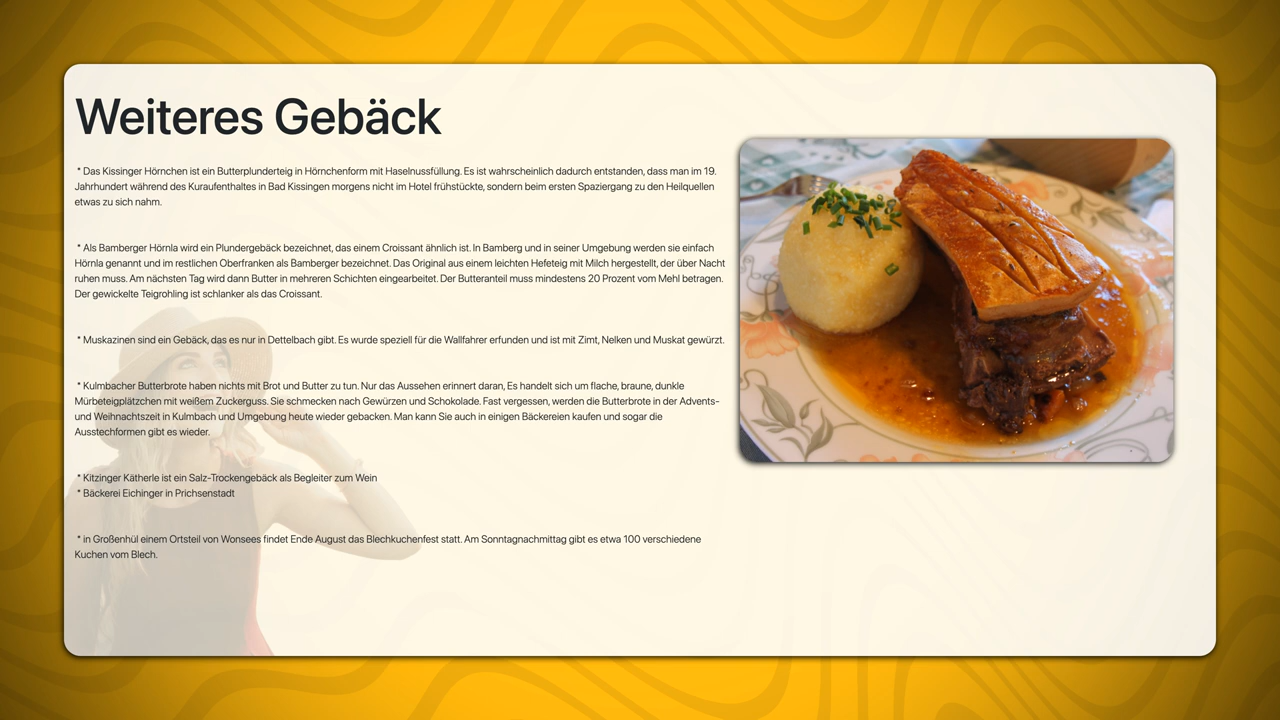 Weiteres Gebäck
* Das Kissinger Hörnchen ist ein Butterplunderteig in Hörnchenform mit Haselnussfüllung. Es ist wahrscheinlich dadurch entstanden, dass man im 19.
Jahrhundert während des Kuraufenthaltes in Bad Kissingen morgens nicht im Hotel frühstückte, sondern beim ersten Spaziergang zu den Heilquellen
etwas zu sich nahm.
* Als Bamberger Hörnla wird ein Plundergebäck bezeichnet, das einem Croissant ähnlich ist. In Bamberg und in seiner Umgebung werden sie einfach
Hörnla genannt und im restlichen Oberfranken als Bamberger bezeichnet. Das Original aus einem leichten Hefeteig mit Milch hergestellt, der über Nacht
ruhen muss. Am nächsten Tag wird dann Butter in mehreren Schichten eingearbeitet. Der Butteranteil muss mindestens 20 Prozent vom Mehl betragen.
Der gewickelte Teigrohling ist schlanker als das Croissant.
* Muskazinen sind ein Gebäck, das es nur in Dettelbach gibt. Es wurde speziell für die Wallfahrer erfunden und ist mit Zimt, Nelken und Muskat gewürzt.
* Kulmbacher Butterbrote haben nichts mit Brot und Butter zu tun. Nur das Aussehen erinnert daran, Es handelt sich um flache, braune, dunkle
Mürbeteigplätzchen mit weißem Zuckerguss. Sie schmecken nach Gewürzen und Schokolade. Fast vergessen, werden die Butterbrote in der Advents-
und Weihnachtszeit in Kulmbach und Umgebung heute wieder gebacken. Man kann Sie auch in einigen Bäckereien kaufen und sogar die
Ausstechformen gibt es wieder.
* Kitzinger Kätherle ist ein Salz-Trockengebäck als Begleiter zum Wein
* Bäckerei Eichinger in Prichsenstadt
* in Großenhül einem Ortsteil von Wonsees findet Ende August das Blechkuchenfest statt. Am Sonntagnachmittag gibt es etwa 100 verschiedene
Kuchen vom Blech.